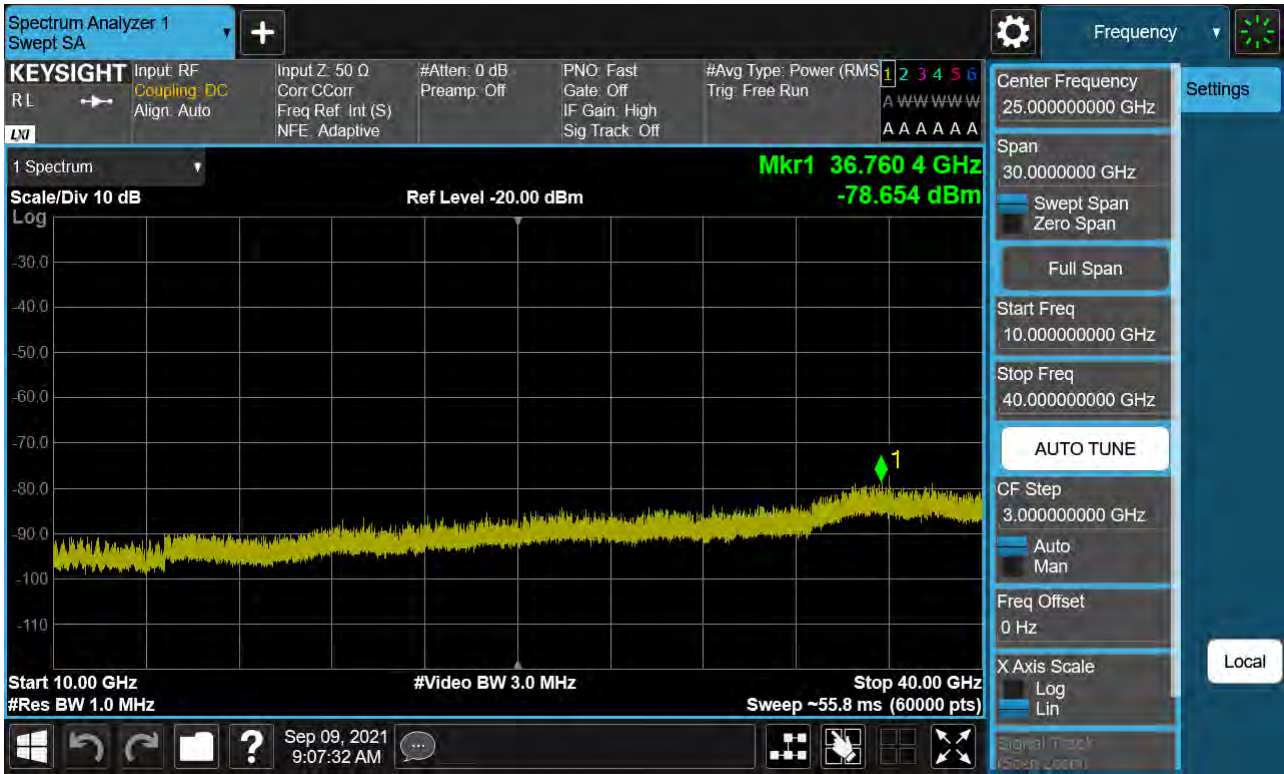 Spectrum Analyzer 1
Swept SA
+
Frequency
KEYSIGHT
RL
LXI
Input: RF
Coupling: DC
Align: Auto
Input Z: 50 Ω
Corr CCorr
Freq Ref: Int (S)
NFE: Adaptive
#Atten: 0 dB
Preamp: Off
PNO: Fast
Gate: Off
IF Gain: High
Sig Track: Off
#Avg Type: Power (RMS
Trig: Free Run
1 2 3 4 5 6
A W W W W W
A A A A A A
1 Spectrum
Mkr1 36.760 4 GHz
-78.654 dBm
Scale/Div 10 dB
Ref Level -20.00 dBm
Log
-30.0
-40.0
-50.0
-60.0
-70.0
-80.0
-90.0
-100
-110
1
Start 10.00 GHz
#Video BW 3.0 MHz
Stop 40.00 GHz
#Res BW 1.0 MHz
Sweep ~55.8 ms (60000 pts)
Center Frequency
25.000000000 GHz
Settings
Span
30.0000000 GHz
Swept Span
Zero Span
Full Span
Start Freq
10.000000000 GHz
Stop Freq
40.000000000 GHz
AUTO TUNE
CF Step
3.000000000 GHz
Auto
Man
Freq Offset
0 Hz
X Axis Scale
Log
Lin
Local
Signal Track
(Span Zoom)
?
Sep 09, 2021
9:07:32 AM